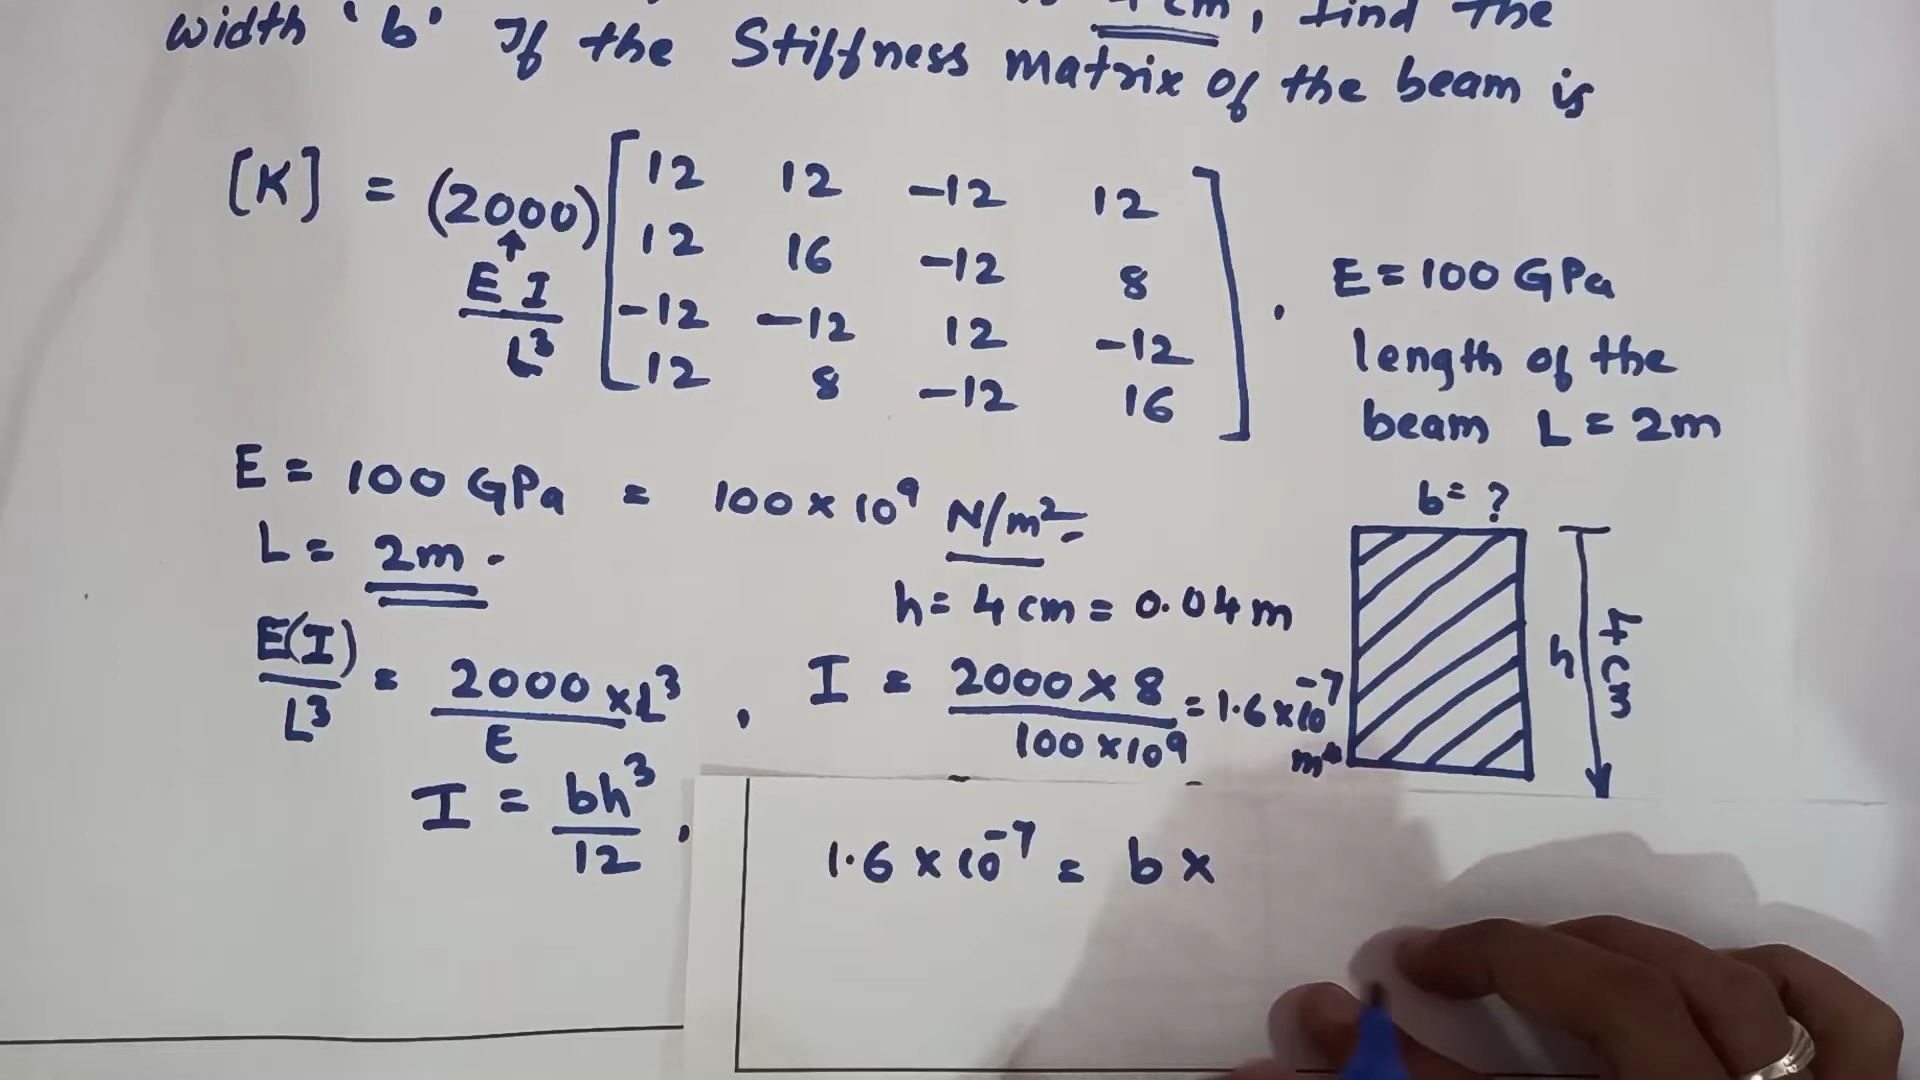 cm, find the
width 'b' If the Stiffness matrix of the beam is
[K] = (2000) [ 12 12 -12 12
12 16 -12 8
-12 -12 12 -12
12 8 -12 16 ] .
↑
EI
L³
E = 100 GPa
length of the
beam L = 2m
E = 100 GPa = 100 × 10⁹ N/m²
L = 2m
h = 4 cm = 0.04 m
E(I)/L³ = 2000 × L³/E , I = 2000 × 8/100 × 10⁹ = 1.6 × 10⁻⁷ m⁴
I = bh³/12 ,
b = ?
h 4 cm
1.6 × 10⁻⁷ = b ×